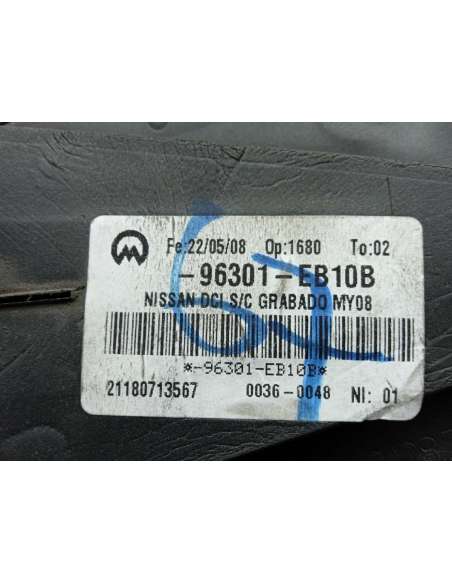 Fe:22/05/08 Op:1680 To:02
-96301-EB10B
NISSAN DCI S/C GRABADO MY08
*-96301-EB10B*
21180713567 0036-0048 NI: 01